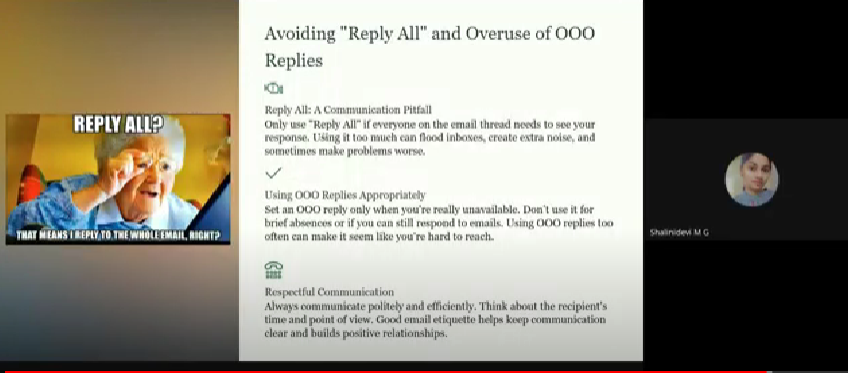 Avoiding "Reply All" and Overuse of OOO
Replies
Reply All: A Communication Pitfall
Only use "Reply All" if everyone on the email thread needs to see your
response. Using it too much can flood inboxes, create extra noise, and
sometimes make problems worse.
Using OOO Replies Appropriately
Set an OOO reply only when you're really unavailable. Don't use it for
brief absences or if you can still respond to emails. Using OOO replies too
often can make it seem like you're hard to reach.
Respectful Communication
Always communicate politely and efficiently. Think about the recipient's
time and point of view. Good email etiquette helps keep communication
clear and builds positive relationships.
REPLY ALL?
THAT MEANS I REPLY TO THE WHOLE EMAIL, RIGHT?
Shalinidevi M G